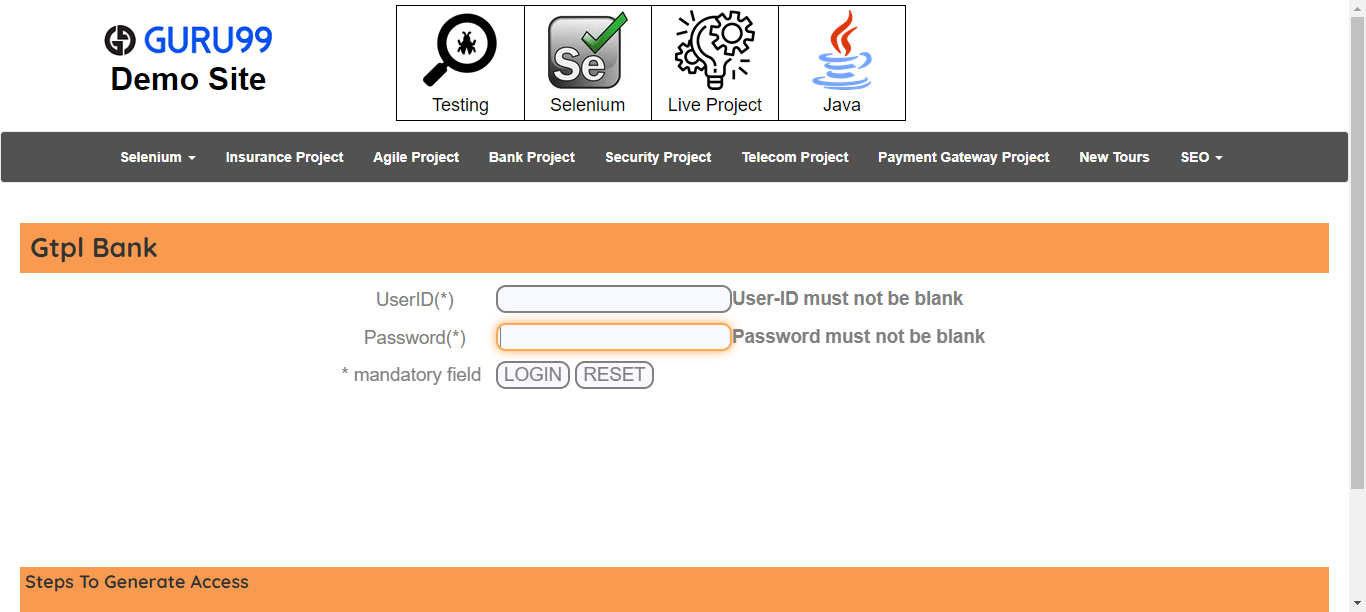 GURU99
Demo Site
Testing
Selenium
Live Project
Java
Selenium Insurance Project Agile Project Bank Project Security Project Telecom Project Payment Gateway Project New Tours SEO
Gtpl Bank
UserID(*) User-ID must not be blank
Password(*) Password must not be blank
* mandatory field LOGIN RESET
Steps To Generate Access